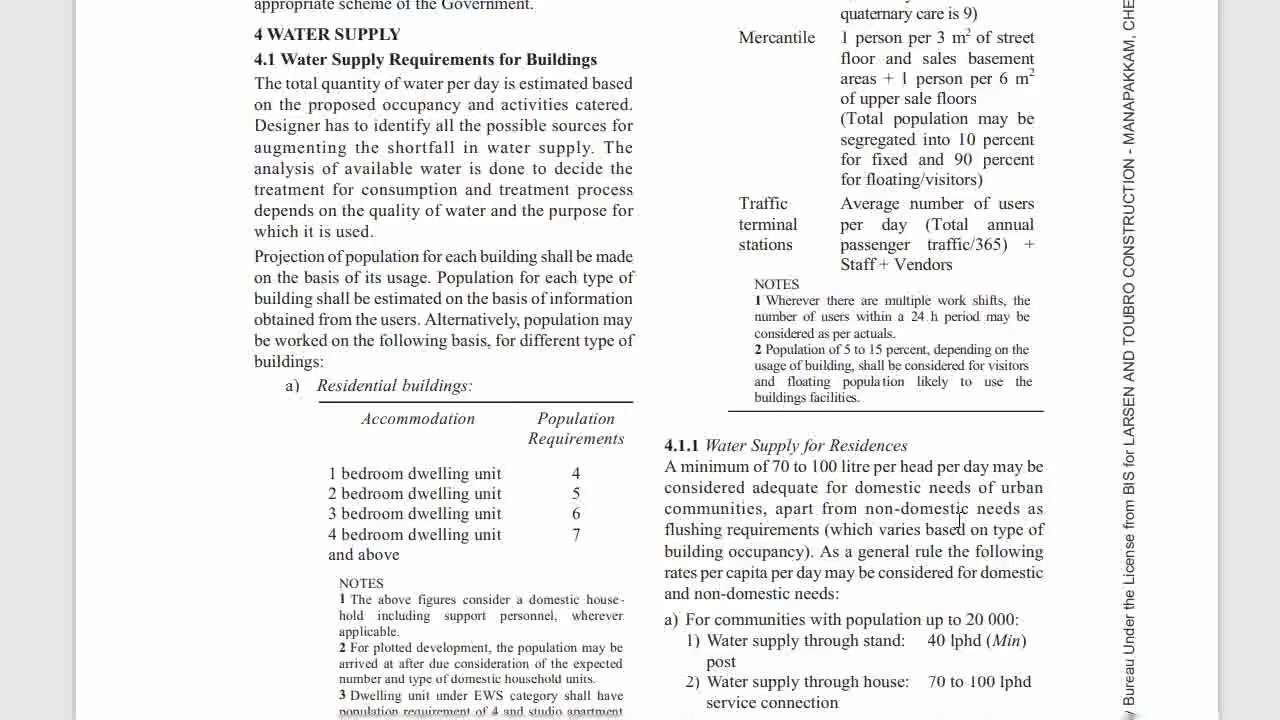 appropriate scheme of the Government.
4 WATER SUPPLY
4.1 Water Supply Requirements for Buildings
The total quantity of water per day is estimated based
on the proposed occupancy and activities catered.
Designer has to identify all the possible sources for
augmenting the shortfall in water supply. The
analysis of available water is done to decide the
treatment for consumption and treatment process
depends on the quality of water and the purpose for
which it is used.
Projection of population for each building shall be made
on the basis of its usage. Population for each type of
building shall be estimated on the basis of information
obtained from the users. Alternatively, population may
be worked on the following basis, for different type of
buildings:
a) Residential buildings:
Accommodation Population
Requirements
1 bedroom dwelling unit 4
2 bedroom dwelling unit 5
3 bedroom dwelling unit 6
4 bedroom dwelling unit 7
and above
NOTES
1 The above figures consider a domestic house-
hold including support personnel, wherever
applicable.
2 For plotted development, the population may be
arrived at after due consideration of the expected
number and type of domestic household units.
3 Dwelling unit under EWS category shall have
population requirement of 4 and studio apartment
quaternary care is 9)
Mercantile 1 person per 3 m² of street
floor and sales basement
areas + 1 person per 6 m²
of upper sale floors
(Total population may be
segregated into 10 percent
for fixed and 90 percent
for floating/visitors)
Traffic Average number of users
terminal per day (Total annual
stations passenger traffic/365) +
Staff + Vendors
NOTES
1 Wherever there are multiple work shifts, the
number of users within a 24 h period may be
considered as per actuals.
2 Population of 5 to 15 percent, depending on the
usage of building, shall be considered for visitors
and floating population likely to use the
buildings facilities.
4.1.1 Water Supply for Residences
A minimum of 70 to 100 litre per head per day may be
considered adequate for domestic needs of urban
communities, apart from non-domestic needs as
flushing requirements (which varies based on type of
building occupancy). As a general rule the following
rates per capita per day may be considered for domestic
and non-domestic needs:
a) For communities with population up to 20 000:
1) Water supply through stand: 40 lphd (Min)
post
2) Water supply through house: 70 to 100 lphd
service connection
Bureau Under the License from BIS for LARSEN AND TOUBRO CONSTRUCTION - MANAPAKKAM, CHE